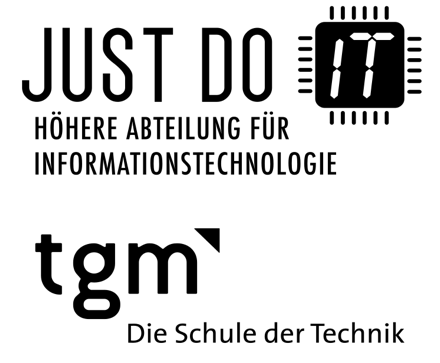 JUST DO IT
HÖHERE ABTEILUNG FÜR
INFORMATIONSTECHNOLOGIE
tgm
Die Schule der Technik